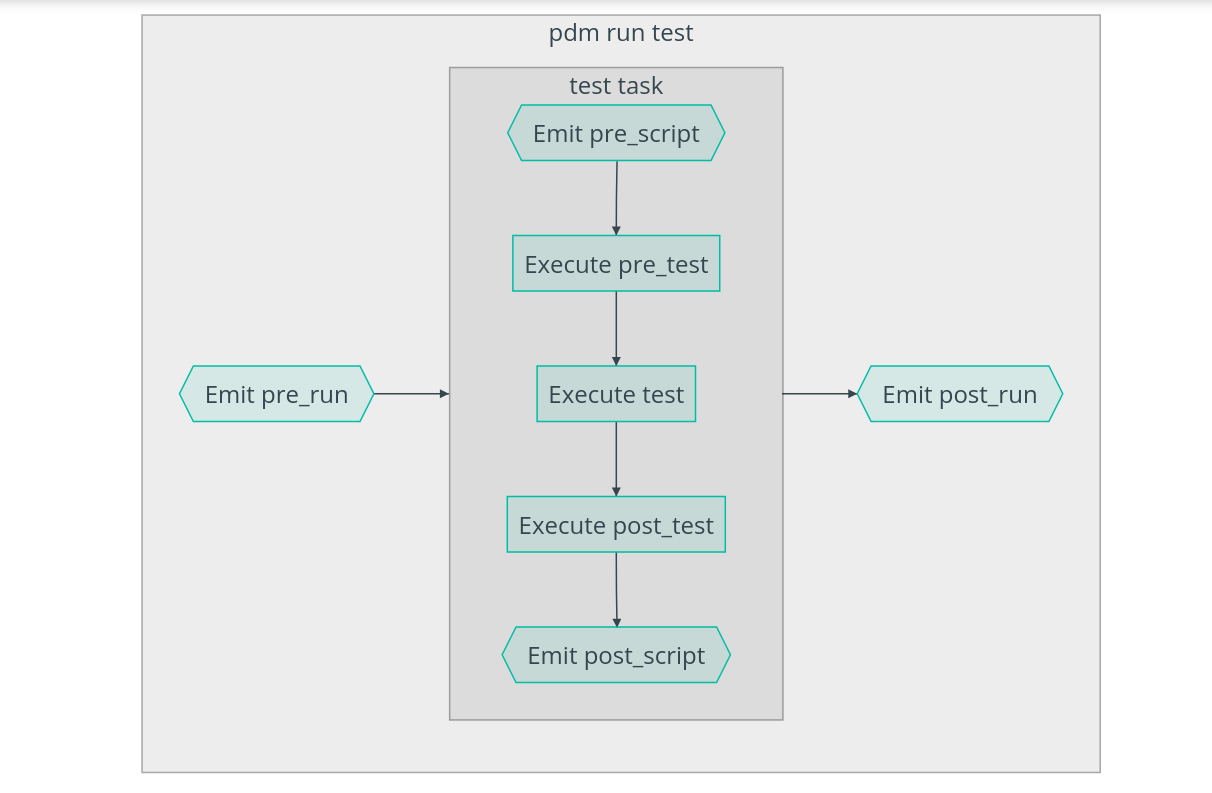 pdm run test
test task
Emit pre_script
Execute pre_test
Emit pre_run
Execute test
Emit post_run
Execute post_test
Emit post_script